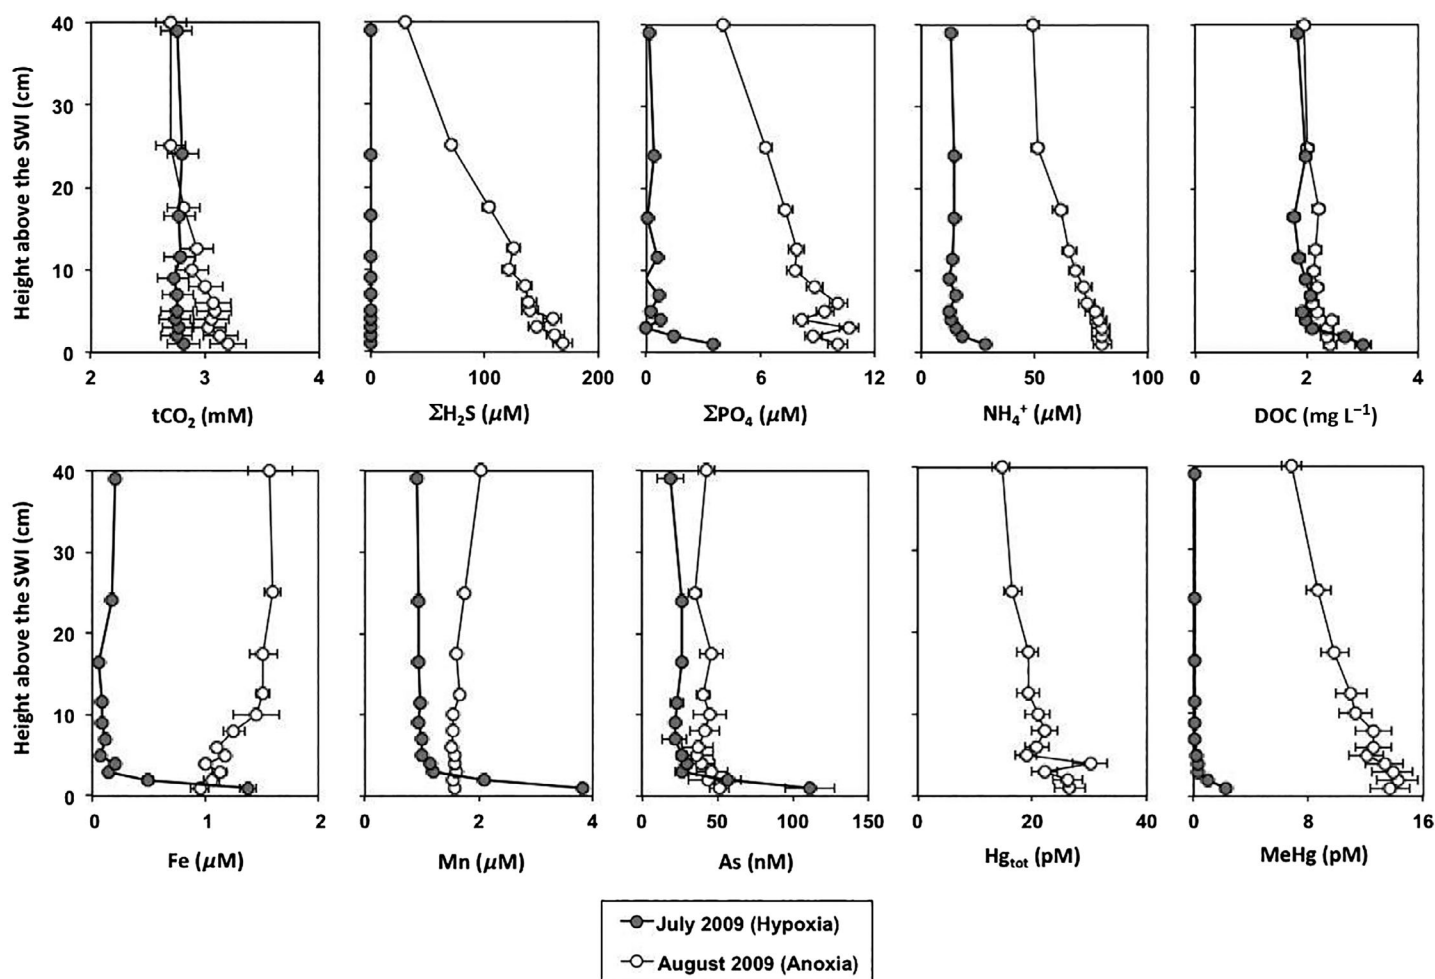 Height above the SWI (cm)
40
30
20
10
0
2 3 4
tCO₂ (mM)
0 100 200
ΣH₂S (μM)
0 6 12
ΣPO₄ (μM)
0 50 100
NH₄⁺ (μM)
0 2 4
DOC (mg L⁻¹)
Height above the SWI (cm)
40
30
20
10
0
0 1 2
Fe (μM)
0 2 4
Mn (μM)
0 50 100 150
As (nM)
0 20 40
Hgtot (pM)
0 8 16
MeHg (pM)
July 2009 (Hypoxia)
August 2009 (Anoxia)